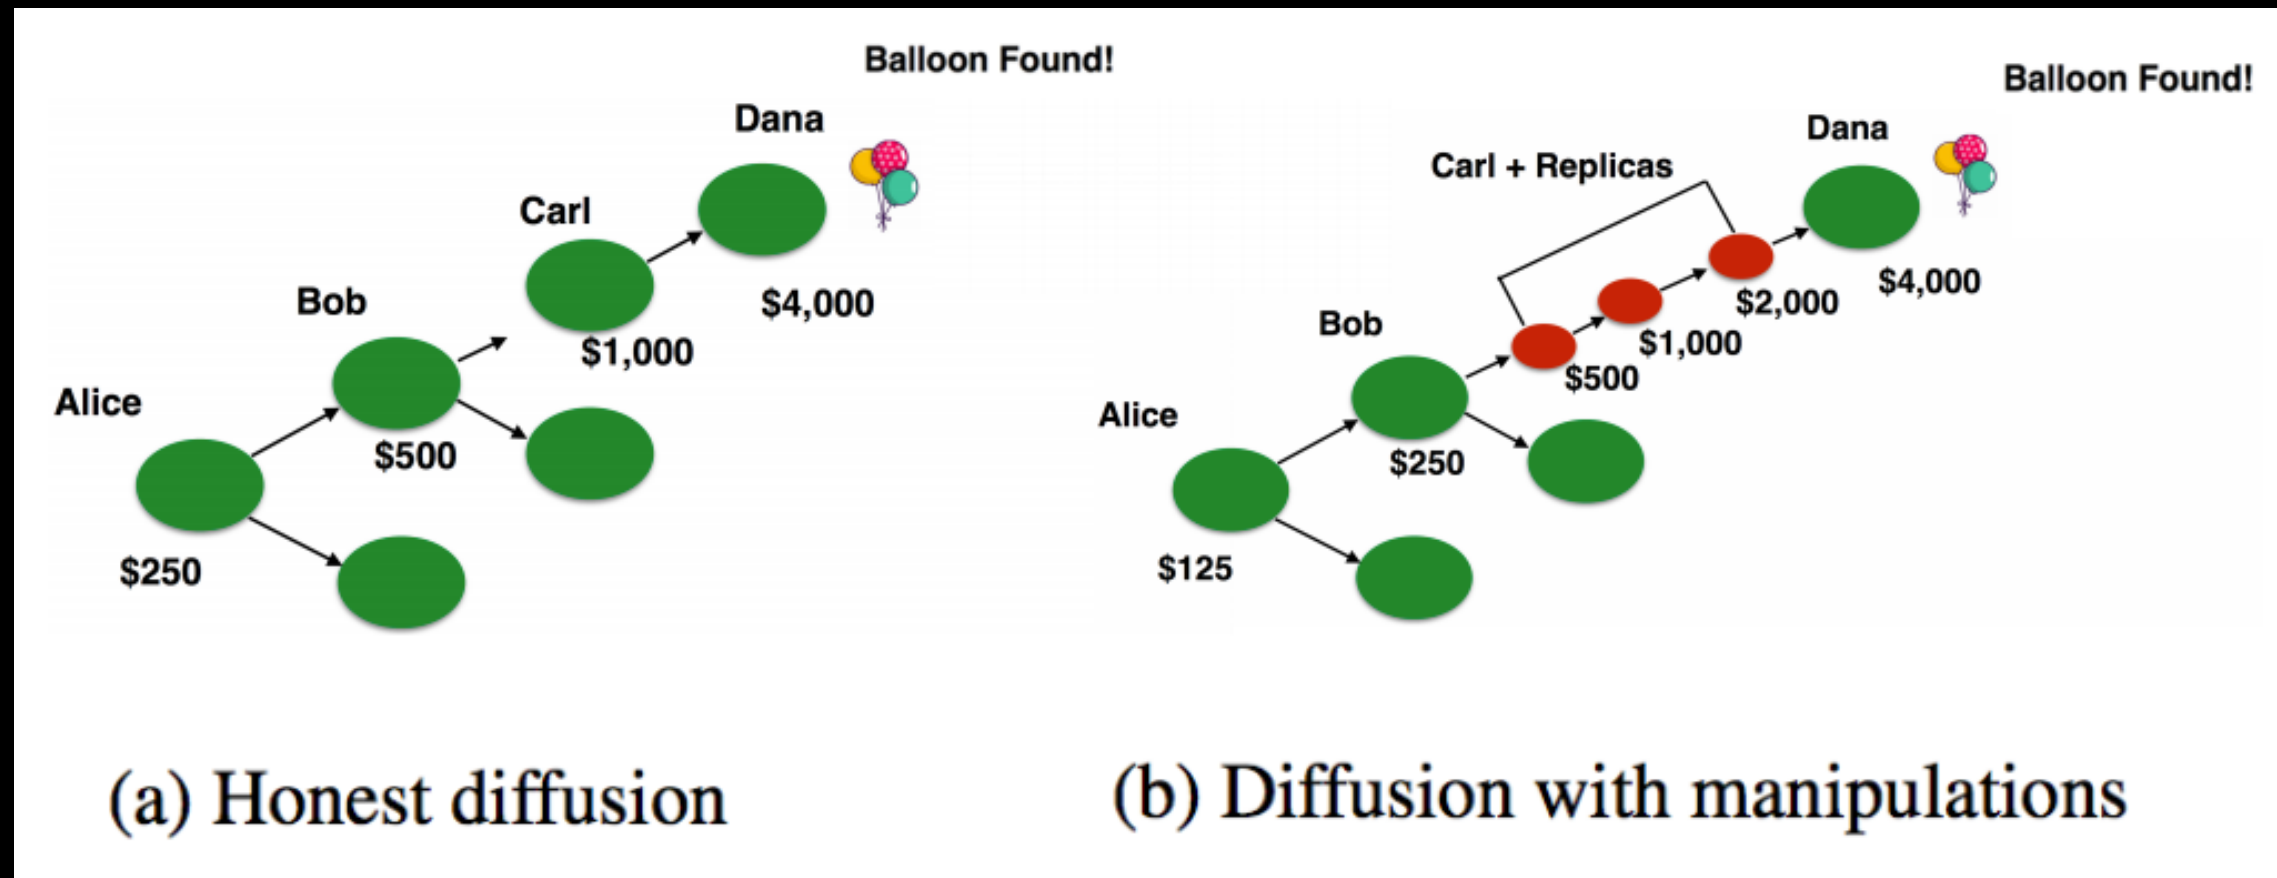 Balloon Found!
Dana
Carl
$4,000
Bob
$1,000
Alice
$500
$250
(a) Honest diffusion
Balloon Found!
Dana
Carl + Replicas
$4,000
$2,000
Bob
$1,000
$500
Alice
$250
$125
(b) Diffusion with manipulations